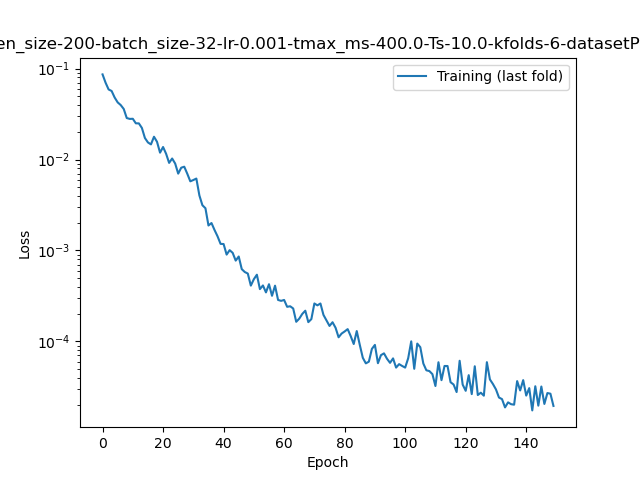 en_size-200-batch_size-32-lr-0.001-tmax_ms-400.0-Ts-10.0-kfolds-6-datasetP
Training (last fold)
10⁻¹
10⁻²
10⁻³
10⁻⁴
Loss
0 20 40 60 80 100 120 140
Epoch